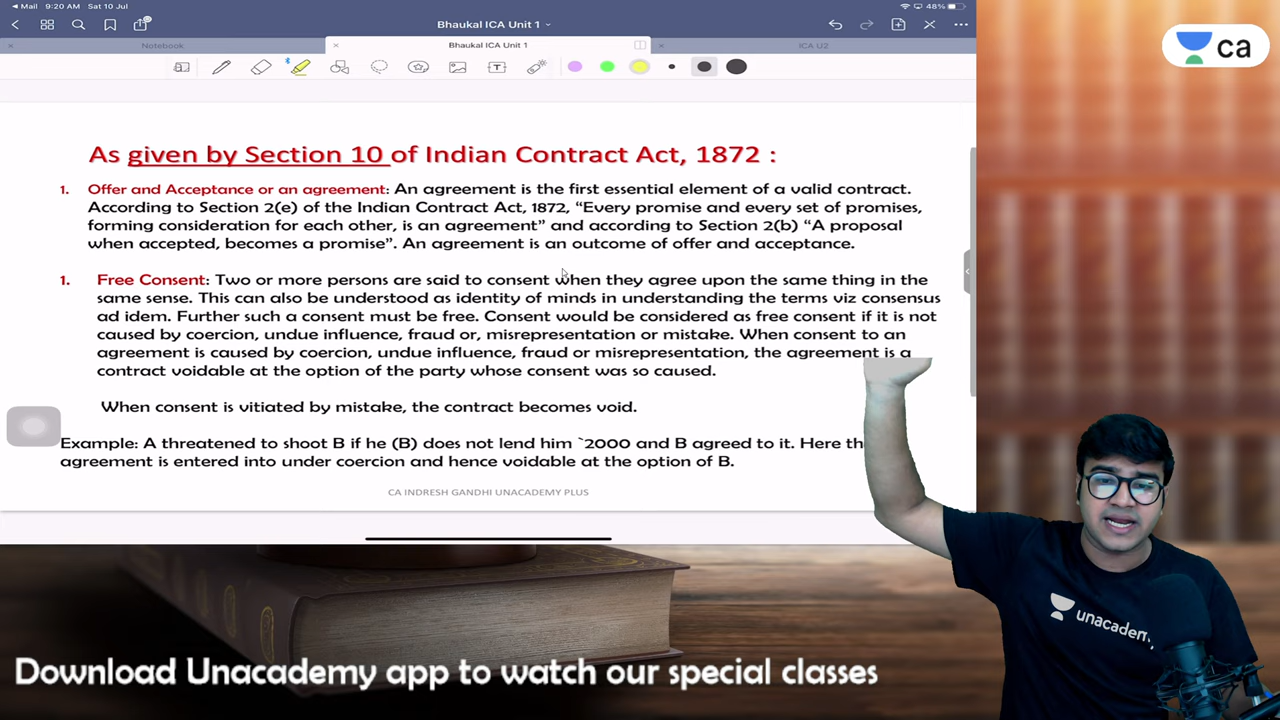 Mail 9:20 AM Sat 10 Jul 48%
Bhaukal ICA Unit 1
Notebook
Bhaukal ICA Unit 1
ICA U2
ca
As given by Section 10 of Indian Contract Act, 1872 :
1. Offer and Acceptance or an agreement: An agreement is the first essential element of a valid contract.
According to Section 2(e) of the Indian Contract Act, 1872, “Every promise and every set of promises,
forming consideration for each other, is an agreement” and according to Section 2(b) “A proposal
when accepted, becomes a promise”. An agreement is an outcome of offer and acceptance.
1. Free Consent: Two or more persons are said to consent when they agree upon the same thing in the
same sense. This can also be understood as identity of minds in understanding the terms viz consensus
ad idem. Further such a consent must be free. Consent would be considered as free consent if it is not
caused by coercion, undue influence, fraud or, misrepresentation or mistake. When consent to an
agreement is caused by coercion, undue influence, fraud or misrepresentation, the agreement is a
contract voidable at the option of the party whose consent was so caused.
When consent is vitiated by mistake, the contract becomes void.
Example: A threatened to shoot B if he (B) does not lend him `2000 and B agreed to it. Here th
agreement is entered into under coercion and hence voidable at the option of B.
CA INDRESH GANDHI UNACADEMY PLUS
unacadem
Download Unacademy app to watch our special classes